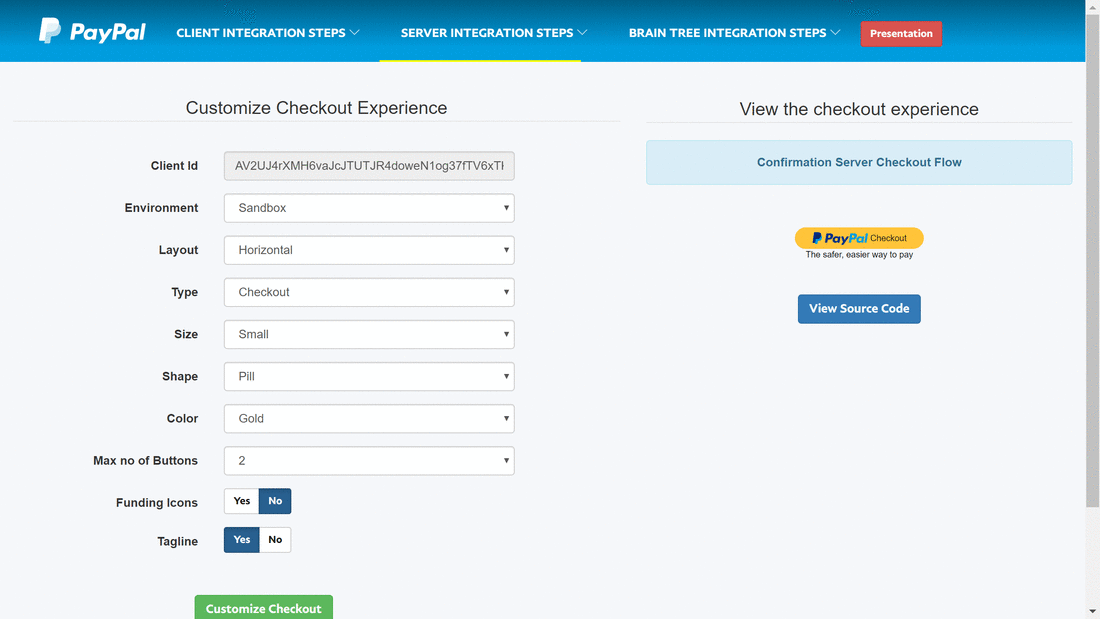 PayPal CLIENT INTEGRATION STEPS SERVER INTEGRATION STEPS BRAIN TREE INTEGRATION STEPS Presentation
Customize Checkout Experience
Client Id AV2UJ4rXMH6vaJcJTUTJR4doweN1og37fTV6xTH
Environment Sandbox
Layout Horizontal
Type Checkout
Size Small
Shape Pill
Color Gold
Max no of Buttons 2
Funding Icons Yes No
Tagline Yes No
Customize Checkout
View the checkout experience
Confirmation Server Checkout Flow
PayPal Checkout
The safer, easier way to pay
View Source Code